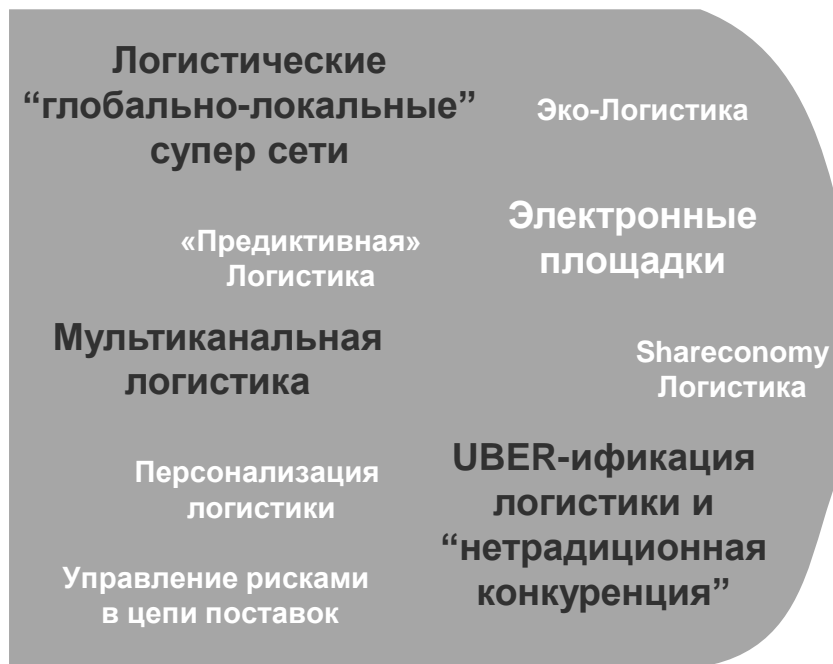 Логистические
“глобально-локальные”
супер сети
Эко-Логистика
Электронные
площадки
«Предиктивная»
Логистика
Мультиканальная
логистика
Shareconomy
Логистика
Персонализация
логистики
UBER-ификация
логистики и
“нетрадиционная
конкуренция”
Управление рисками
в цепи поставок